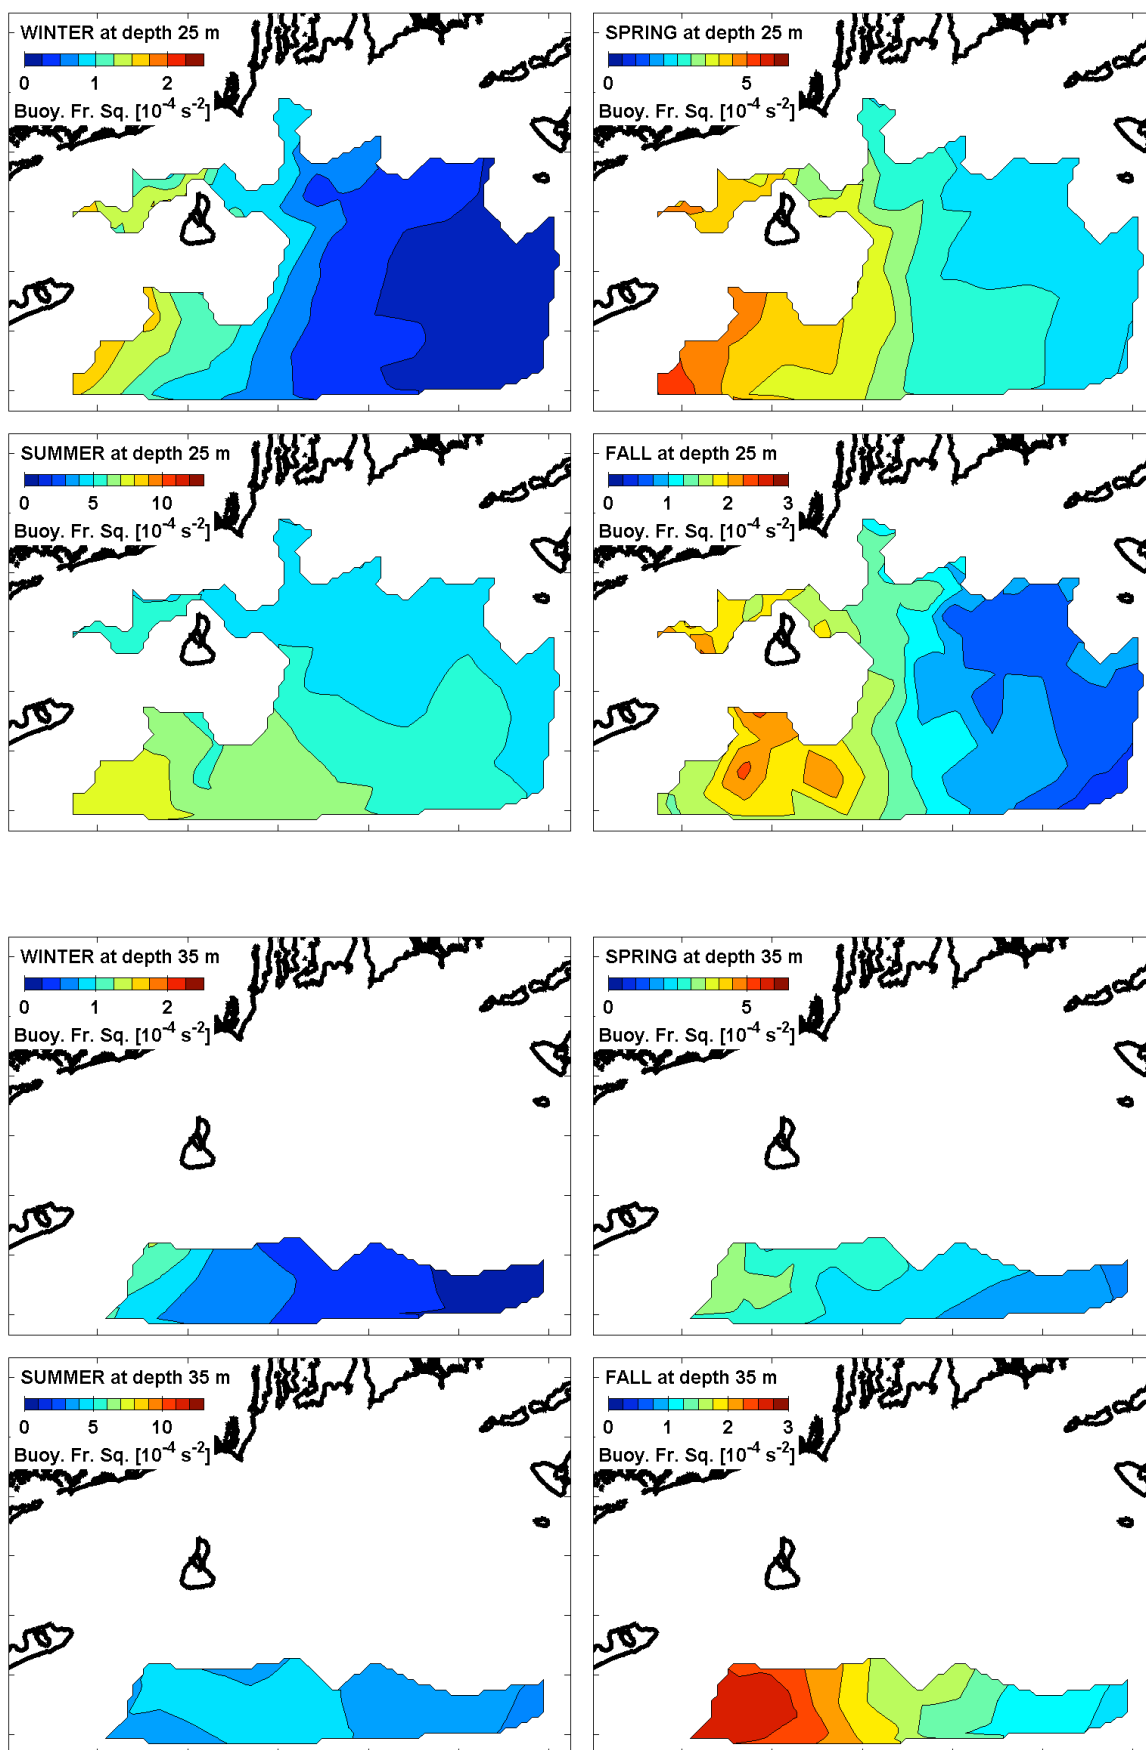 WINTER at depth 25 m
0 1 2
Buoy. Fr. Sq. [10⁻⁴ s⁻²]
SPRING at depth 25 m
0 5
Buoy. Fr. Sq. [10⁻⁴ s⁻²]
SUMMER at depth 25 m
0 5 10
Buoy. Fr. Sq. [10⁻⁴ s⁻²]
FALL at depth 25 m
0 1 2 3
Buoy. Fr. Sq. [10⁻⁴ s⁻²]
WINTER at depth 35 m
0 1 2
Buoy. Fr. Sq. [10⁻⁴ s⁻²]
SPRING at depth 35 m
0 5
Buoy. Fr. Sq. [10⁻⁴ s⁻²]
SUMMER at depth 35 m
0 5 10
Buoy. Fr. Sq. [10⁻⁴ s⁻²]
FALL at depth 35 m
0 1 2 3
Buoy. Fr. Sq. [10⁻⁴ s⁻²]